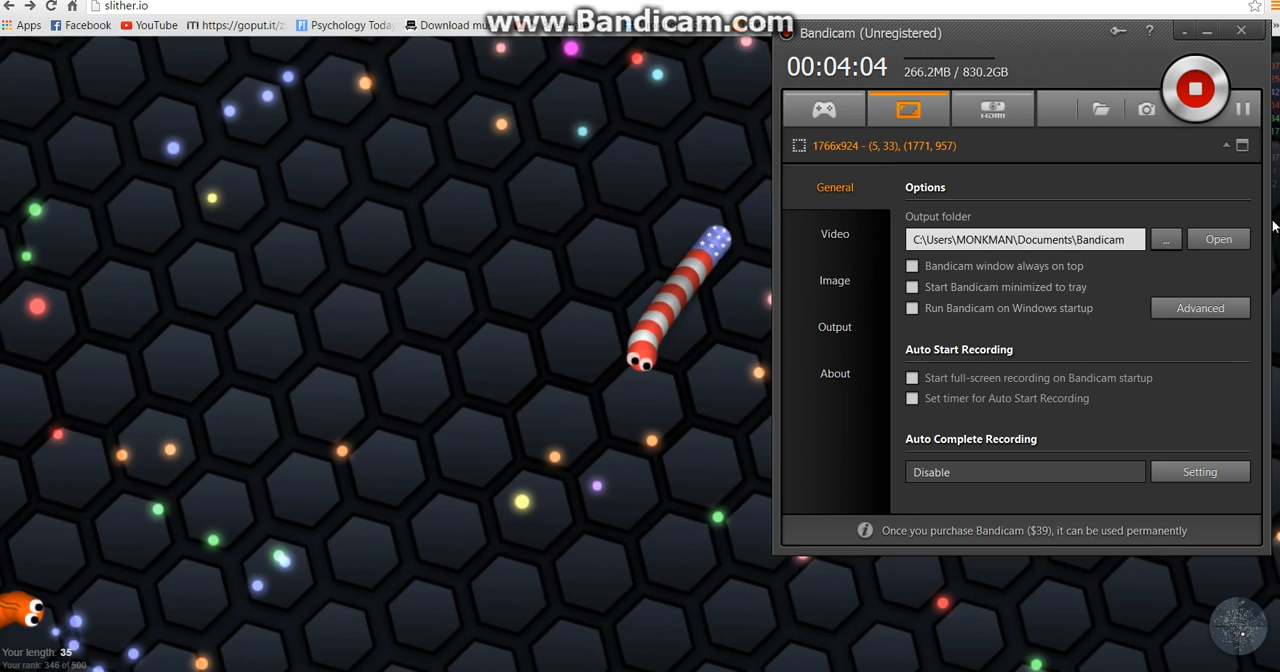 slither.io
Apps Facebook YouTube https://goput.it/z Psychology Today Download mu
www.Bandicam.com
Bandicam (Unregistered)
00:04:04 266.2MB / 830.2GB
HDMI
1766x924 - (5, 33), (1771, 957)
General
Video
Image
Output
About
Options
Output folder
C:\Users\MONKMAN\Documents\Bandicam ... Open
Bandicam window always on top
Start Bandicam minimized to tray
Run Bandicam on Windows startup Advanced
Auto Start Recording
Start full-screen recording on Bandicam startup
Set timer for Auto Start Recording
Auto Complete Recording
Disable Setting
Once you purchase Bandicam ($39), it can be used permanently
Your length: 35
Your rank: 346 of 500